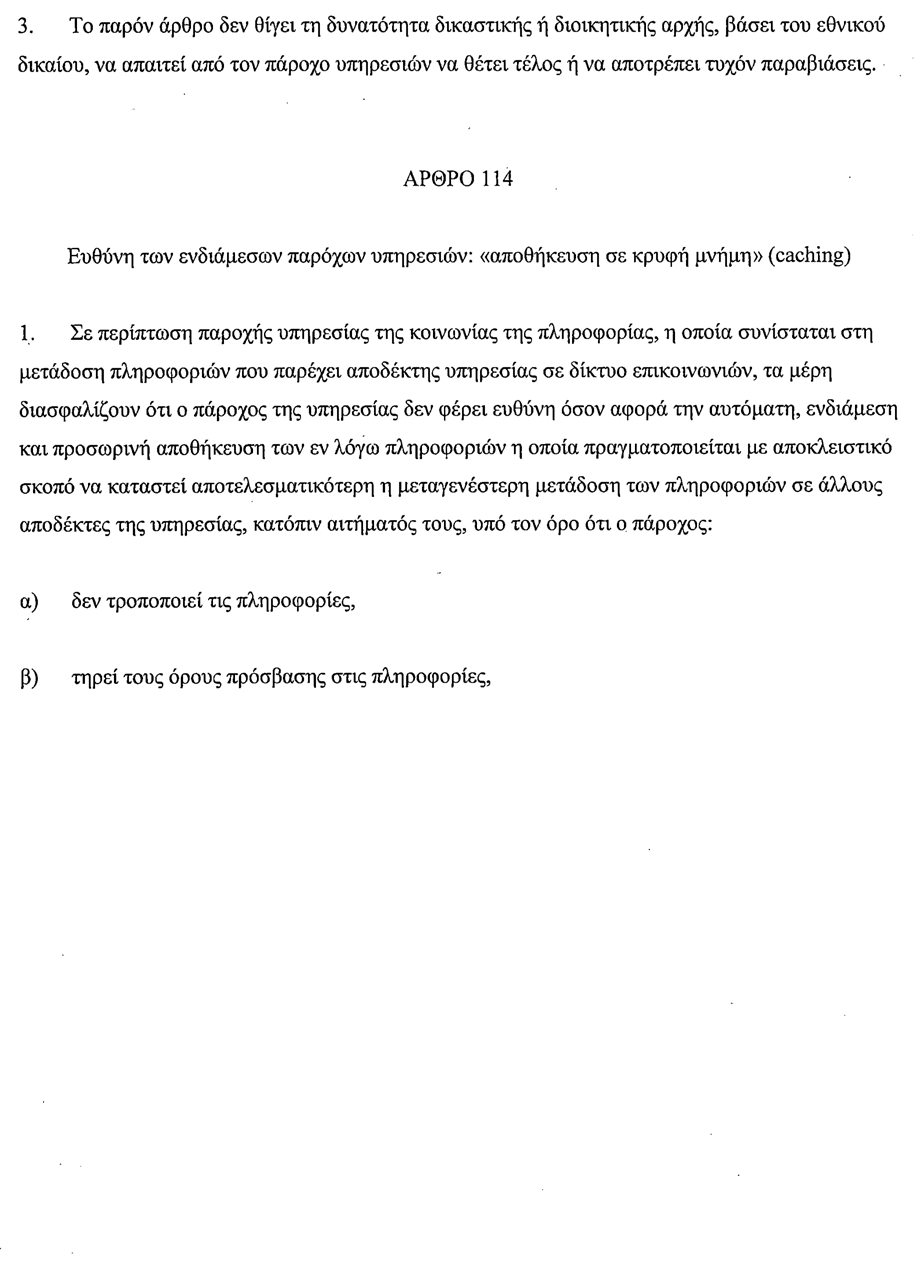 3. Το παρόν άρθρο δεν θίγει τη δυνατότητα δικαστικής ή διοικητικής αρχής, βάσει του εθνικού
δικαίου, να απαιτεί από τον πάροχο υπηρεσιών να θέτει τέλος ή να αποτρέπει τυχόν παραβιάσεις.
ΑΡΘΡΟ 114
Ευθύνη των ενδιάμεσων παρόχων υπηρεσιών: «αποθήκευση σε κρυφή μνήμη» (caching)
1. Σε περίπτωση παροχής υπηρεσίας της κοινωνίας της πληροφορίας, η οποία συνίσταται στη
μετάδοση πληροφοριών που παρέχει αποδέκτης υπηρεσίας σε δίκτυο επικοινωνιών, τα μέρη
διασφαλίζουν ότι ο πάροχος της υπηρεσίας δεν φέρει ευθύνη όσον αφορά την αυτόματη, ενδιάμεση
και προσωρινή αποθήκευση των εν λόγω πληροφοριών η οποία πραγματοποιείται με αποκλειστικό
σκοπό να καταστεί αποτελεσματικότερη η μεταγενέστερη μετάδοση των πληροφοριών σε άλλους
αποδέκτες της υπηρεσίας, κατόπιν αιτήματός τους, υπό τον όρο ότι ο πάροχος:
α) δεν τροποποιεί τις πληροφορίες,
β) τηρεί τους όρους πρόσβασης στις πληροφορίες,